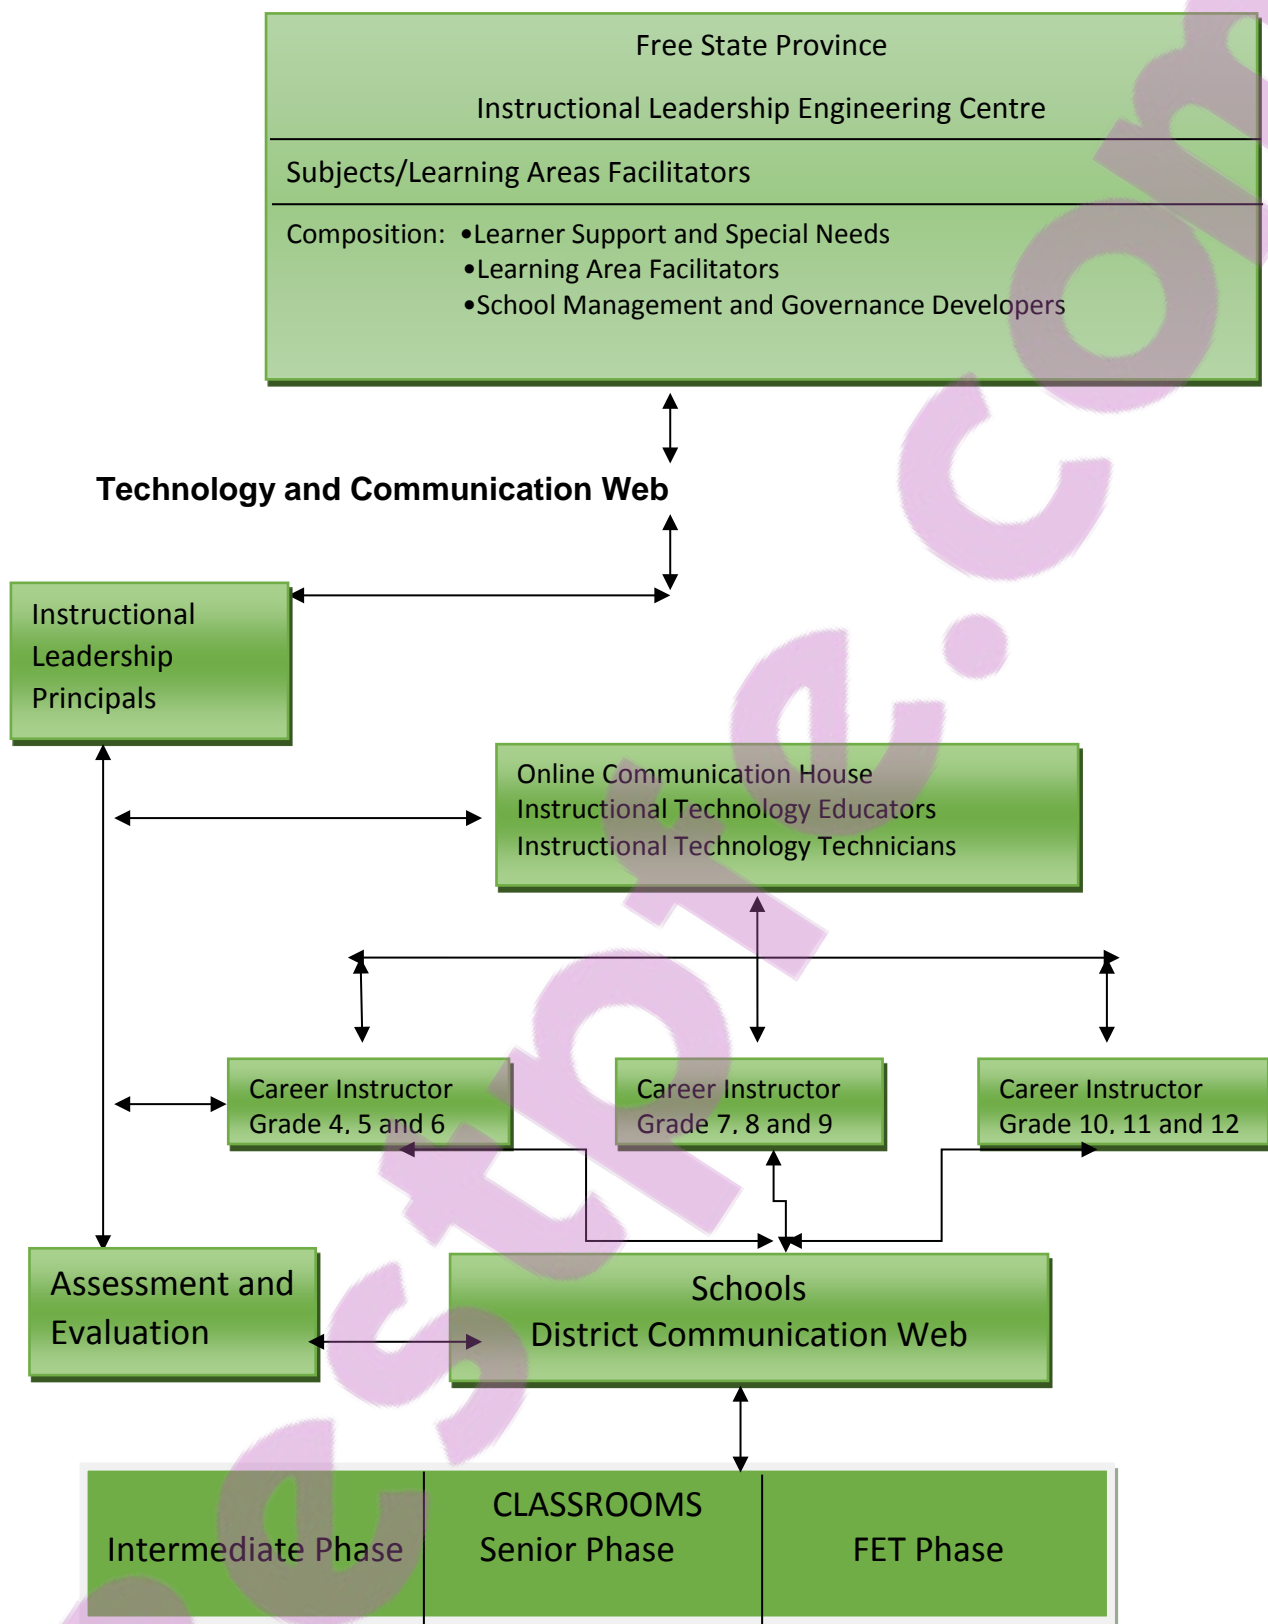 Free State Province
Instructional Leadership Engineering Centre
Subjects/Learning Areas Facilitators
Composition: •Learner Support and Special Needs
•Learning Area Facilitators
•School Management and Governance Developers
Technology and Communication Web
Instructional
Leadership
Principals
Online Communication House
Instructional Technology Educators
Instructional Technology Technicians
Career Instructor
Grade 4, 5 and 6
Career Instructor
Grade 7, 8 and 9
Career Instructor
Grade 10, 11 and 12
Assessment and
Evaluation
Schools
District Communication Web
CLASSROOMS
Intermediate Phase
Senior Phase
FET Phase
estpfe.com